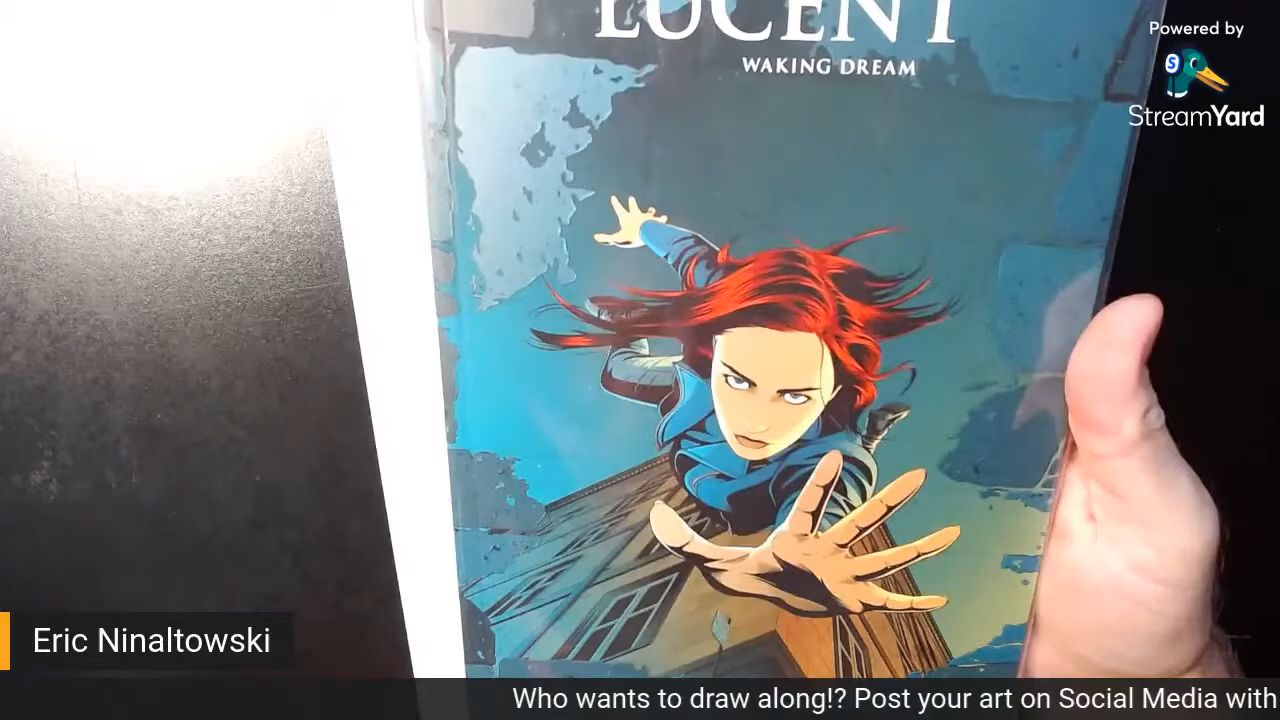 LUCENT
WAKING DREAM
Powered by
StreamYard
Eric Ninaltowski
Who wants to draw along!? Post your art on Social Media with